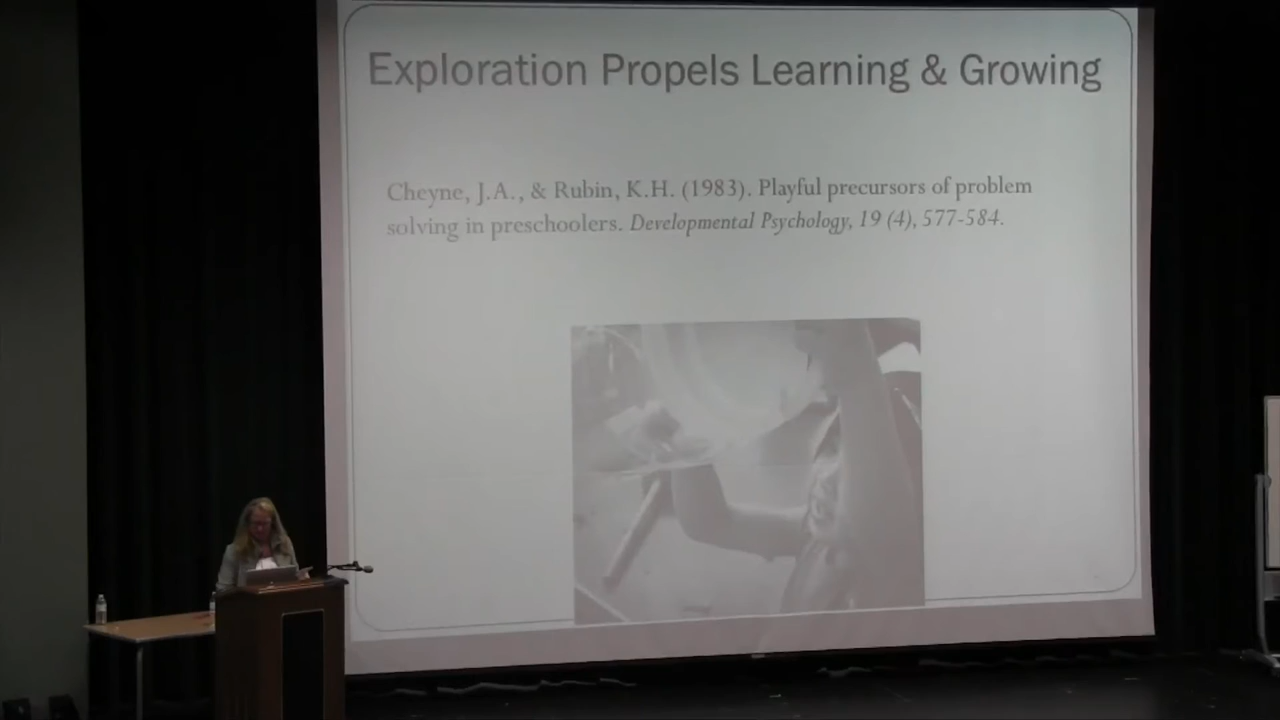 Exploration Propels Learning & Growing
Cheyne, J.A., & Rubin, K.H. (1983). Playful precursors of problem
solving in preschoolers. Developmental Psychology, 19 (4), 577-584.